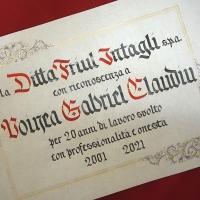 La Ditta Friul Intagli s.p.a.
con riconoscenza a
Voinea Gabriel Claudiu
per 20 anni di lavoro svolto
con professionalità e onestà
2001 2021